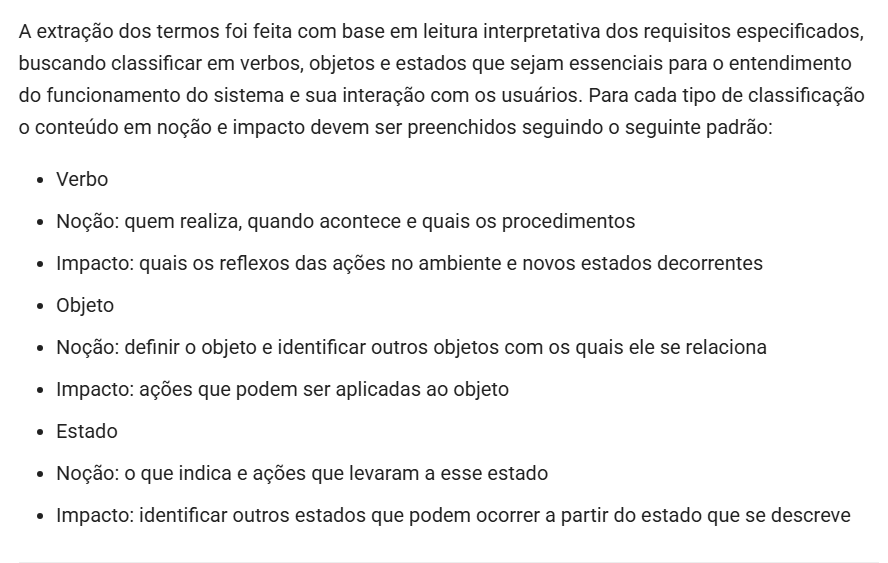 A extração dos termos foi feita com base em leitura interpretativa dos requisitos especificados,
buscando classificar em verbos, objetos e estados que sejam essenciais para o entendimento
do funcionamento do sistema e sua interação com os usuários. Para cada tipo de classificação
o conteúdo em noção e impacto devem ser preenchidos seguindo o seguinte padrão:
• Verbo
• Noção: quem realiza, quando acontece e quais os procedimentos
• Impacto: quais os reflexos das ações no ambiente e novos estados decorrentes
• Objeto
• Noção: definir o objeto e identificar outros objetos com os quais ele se relaciona
• Impacto: ações que podem ser aplicadas ao objeto
• Estado
• Noção: o que indica e ações que levaram a esse estado
• Impacto: identificar outros estados que podem ocorrer a partir do estado que se descreve